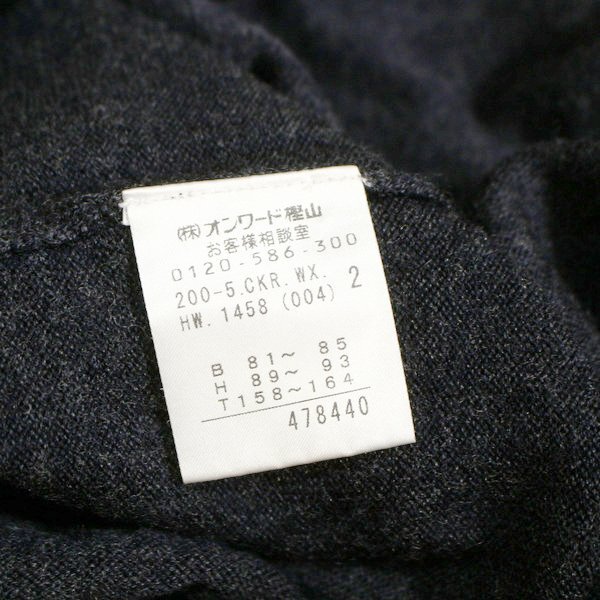 ㈱オンワード樫山
お客様相談室
0120-586-300
200-5.CKR.WX. 2
HW.1458 (004)
B 81〜 85
H 89〜 93
T158〜164
478440